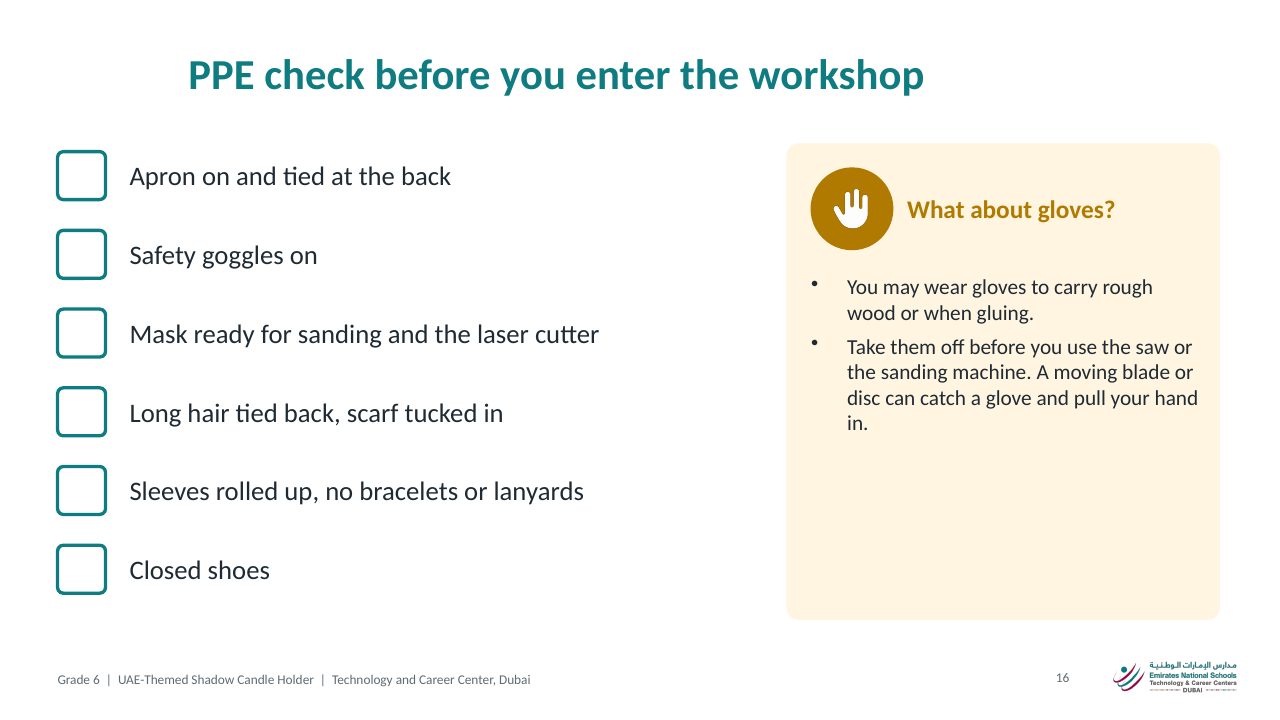 PPE check before you enter the workshop
Apron on and tied at the back
Safety goggles on
Mask ready for sanding and the laser cutter
Long hair tied back, scarf tucked in
Sleeves rolled up, no bracelets or lanyards
Closed shoes
What about gloves?
• You may wear gloves to carry rough
wood or when gluing.
• Take them off before you use the saw or
the sanding machine. A moving blade or
disc can catch a glove and pull your hand
in.
Grade 6 | UAE-Themed Shadow Candle Holder | Technology and Career Center, Dubai
16
مدارس الإمارات الوطنية
Emirates National Schools
Technology & Career Centers
DUBAI